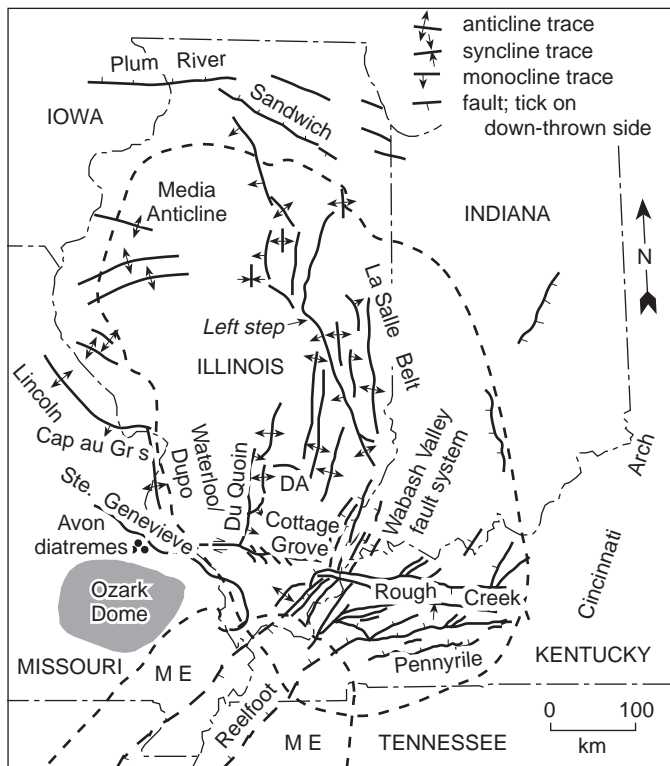 anticline trace
syncline trace
monocline trace
fault; tick on
down-thrown side
Plum River
Sandwich
IOWA
Media
Anticline
INDIANA
N
La Salle Belt
Left step
ILLINOIS
Lincoln
Cap au Gr s
Dupo
Waterloo/
Du Quoin
DA
Wabash Valley
fault system
Arch
Cincinnati
Ste. Genevieve
Avon
diatremes
Cottage
Grove
Ozark
Dome
Rough Creek
MISSOURI
M E
Pennyrile
KENTUCKY
Reelfoot
M E
TENNESSEE
0 100
km